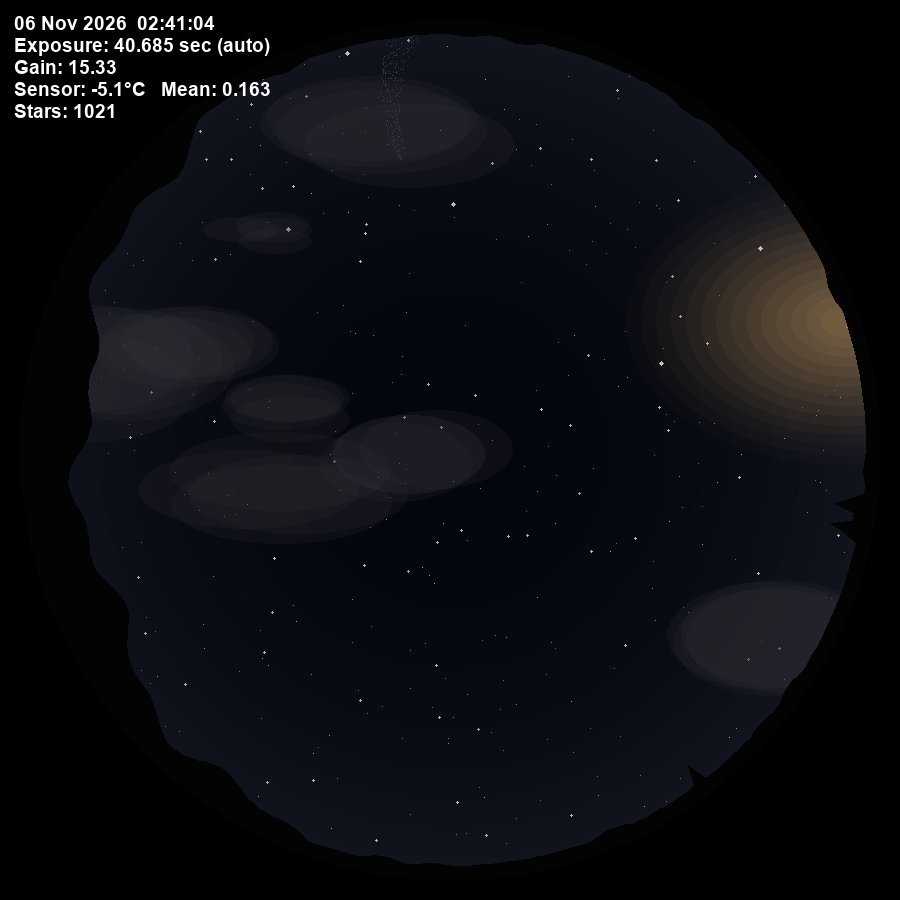 06 Nov 2026  02:41:04
Exposure: 40.685 sec (auto)
Gain: 15.33
Sensor: -5.1°C   Mean: 0.163
Stars: 1021